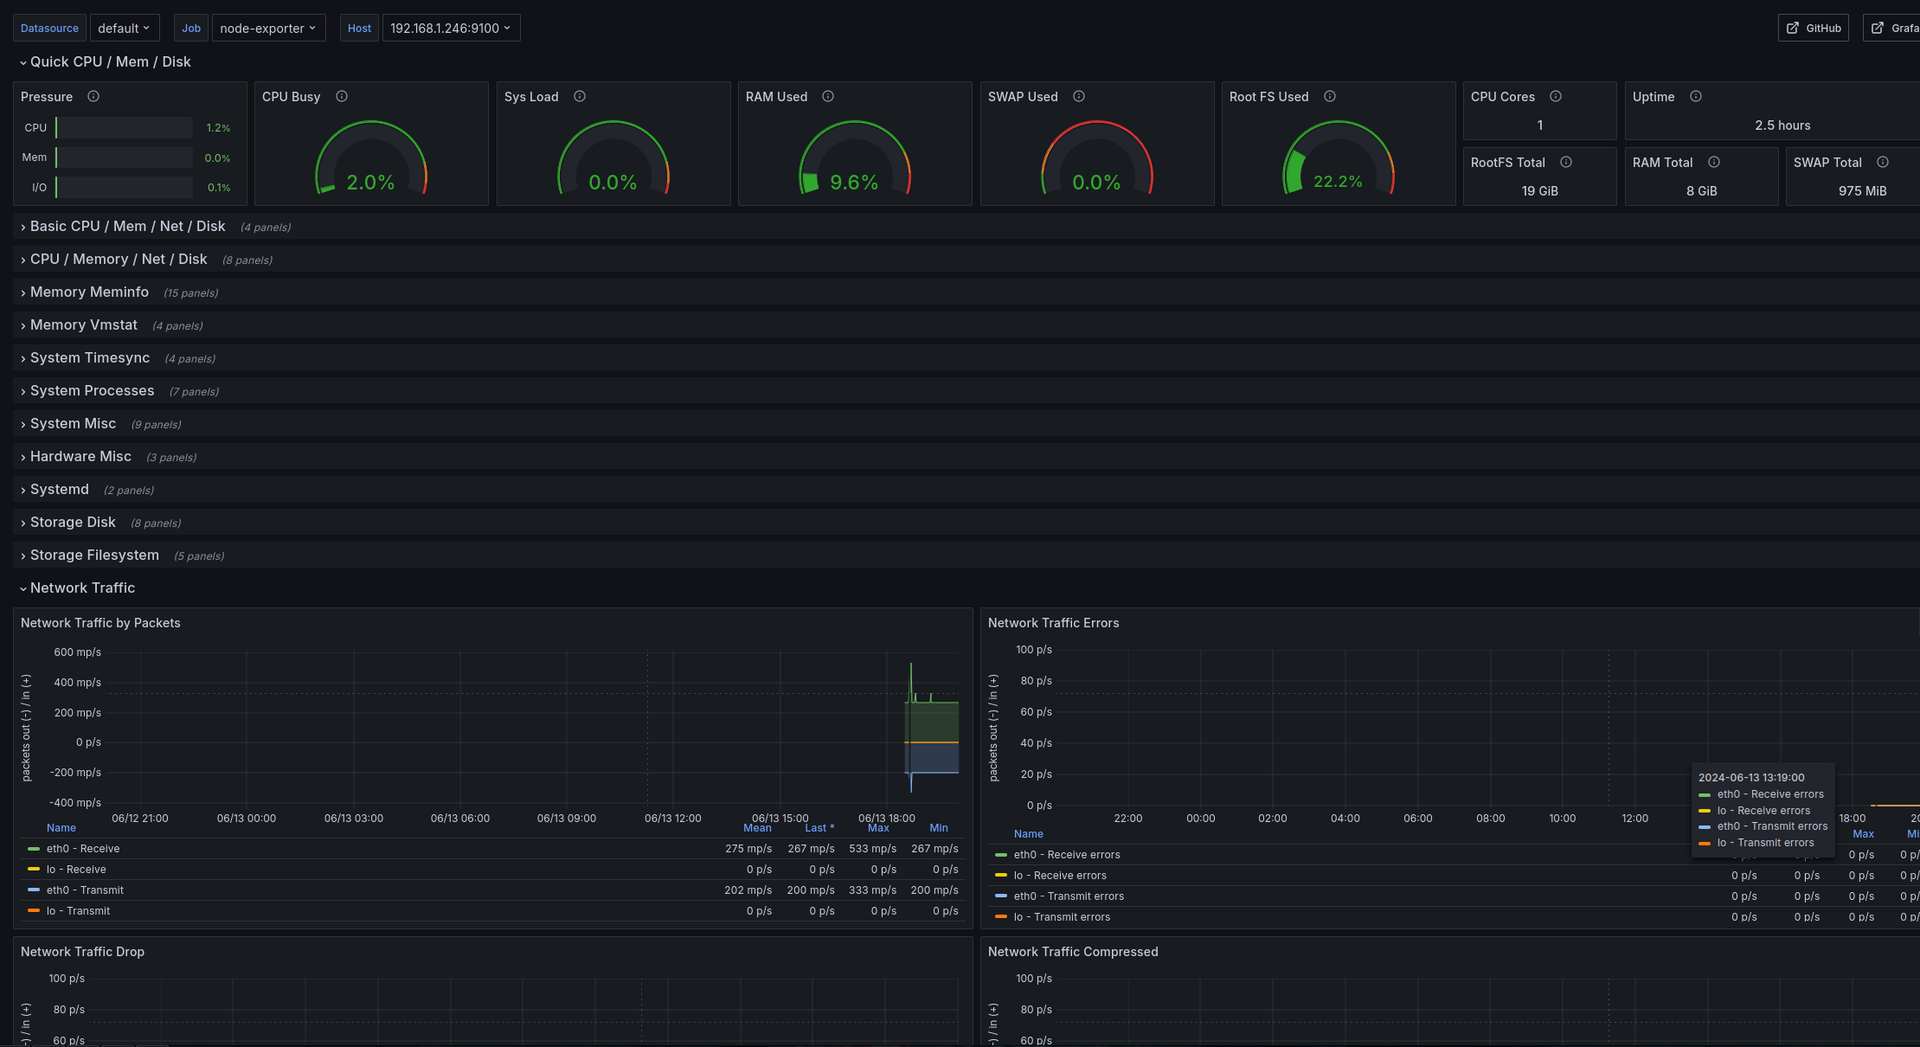 Datasource default Job node-exporter Host 192.168.1.246:9100 GitHub Grafa
Quick CPU / Mem / Disk
Pressure CPU Busy Sys Load RAM Used SWAP Used Root FS Used CPU Cores Uptime
1 2.5 hours
CPU 1.2%
Mem 0.0%
I/O 0.1%
2.0% 0.0% 9.6% 0.0% 22.2%
RootFS Total RAM Total SWAP Total
19 GiB 8 GiB 975 MiB
Basic CPU / Mem / Net / Disk (4 panels)
CPU / Memory / Net / Disk (8 panels)
Memory Meminfo (15 panels)
Memory Vmstat (4 panels)
System Timesync (4 panels)
System Processes (7 panels)
System Misc (9 panels)
Hardware Misc (3 panels)
Systemd (2 panels)
Storage Disk (8 panels)
Storage Filesystem (5 panels)
Network Traffic
Network Traffic by Packets
packets out (-) / in (+)
600 mp/s
400 mp/s
200 mp/s
0 p/s
-200 mp/s
-400 mp/s
06/12 21:00 06/13 00:00 06/13 03:00 06/13 06:00 06/13 09:00 06/13 12:00 06/13 15:00 06/13 18:00
Name Mean Last * Max Min
eth0 - Receive 275 mp/s 267 mp/s 533 mp/s 267 mp/s
lo - Receive 0 p/s 0 p/s 0 p/s 0 p/s
eth0 - Transmit 202 mp/s 200 mp/s 333 mp/s 200 mp/s
lo - Transmit 0 p/s 0 p/s 0 p/s 0 p/s
Network Traffic Errors
packets out (-) / in (+)
100 p/s
80 p/s
60 p/s
40 p/s
20 p/s
0 p/s
22:00 00:00 02:00 04:00 06:00 08:00 10:00 12:00 18:00 20
2024-06-13 13:19:00
eth0 - Receive errors
lo - Receive errors
eth0 - Transmit errors
lo - Transmit errors
Name Max Mi
eth0 - Receive errors 0 p/s 0 p/s
lo - Receive errors 0 p/s 0 p/s 0 p/s 0 p/s
eth0 - Transmit errors 0 p/s 0 p/s 0 p/s 0 p/s
lo - Transmit errors 0 p/s 0 p/s 0 p/s 0 p/s
Network Traffic Drop
-) / in (+)
100 p/s
80 p/s
60 p/s
Network Traffic Compressed
-) / in (+)
100 p/s
80 p/s
60 p/s